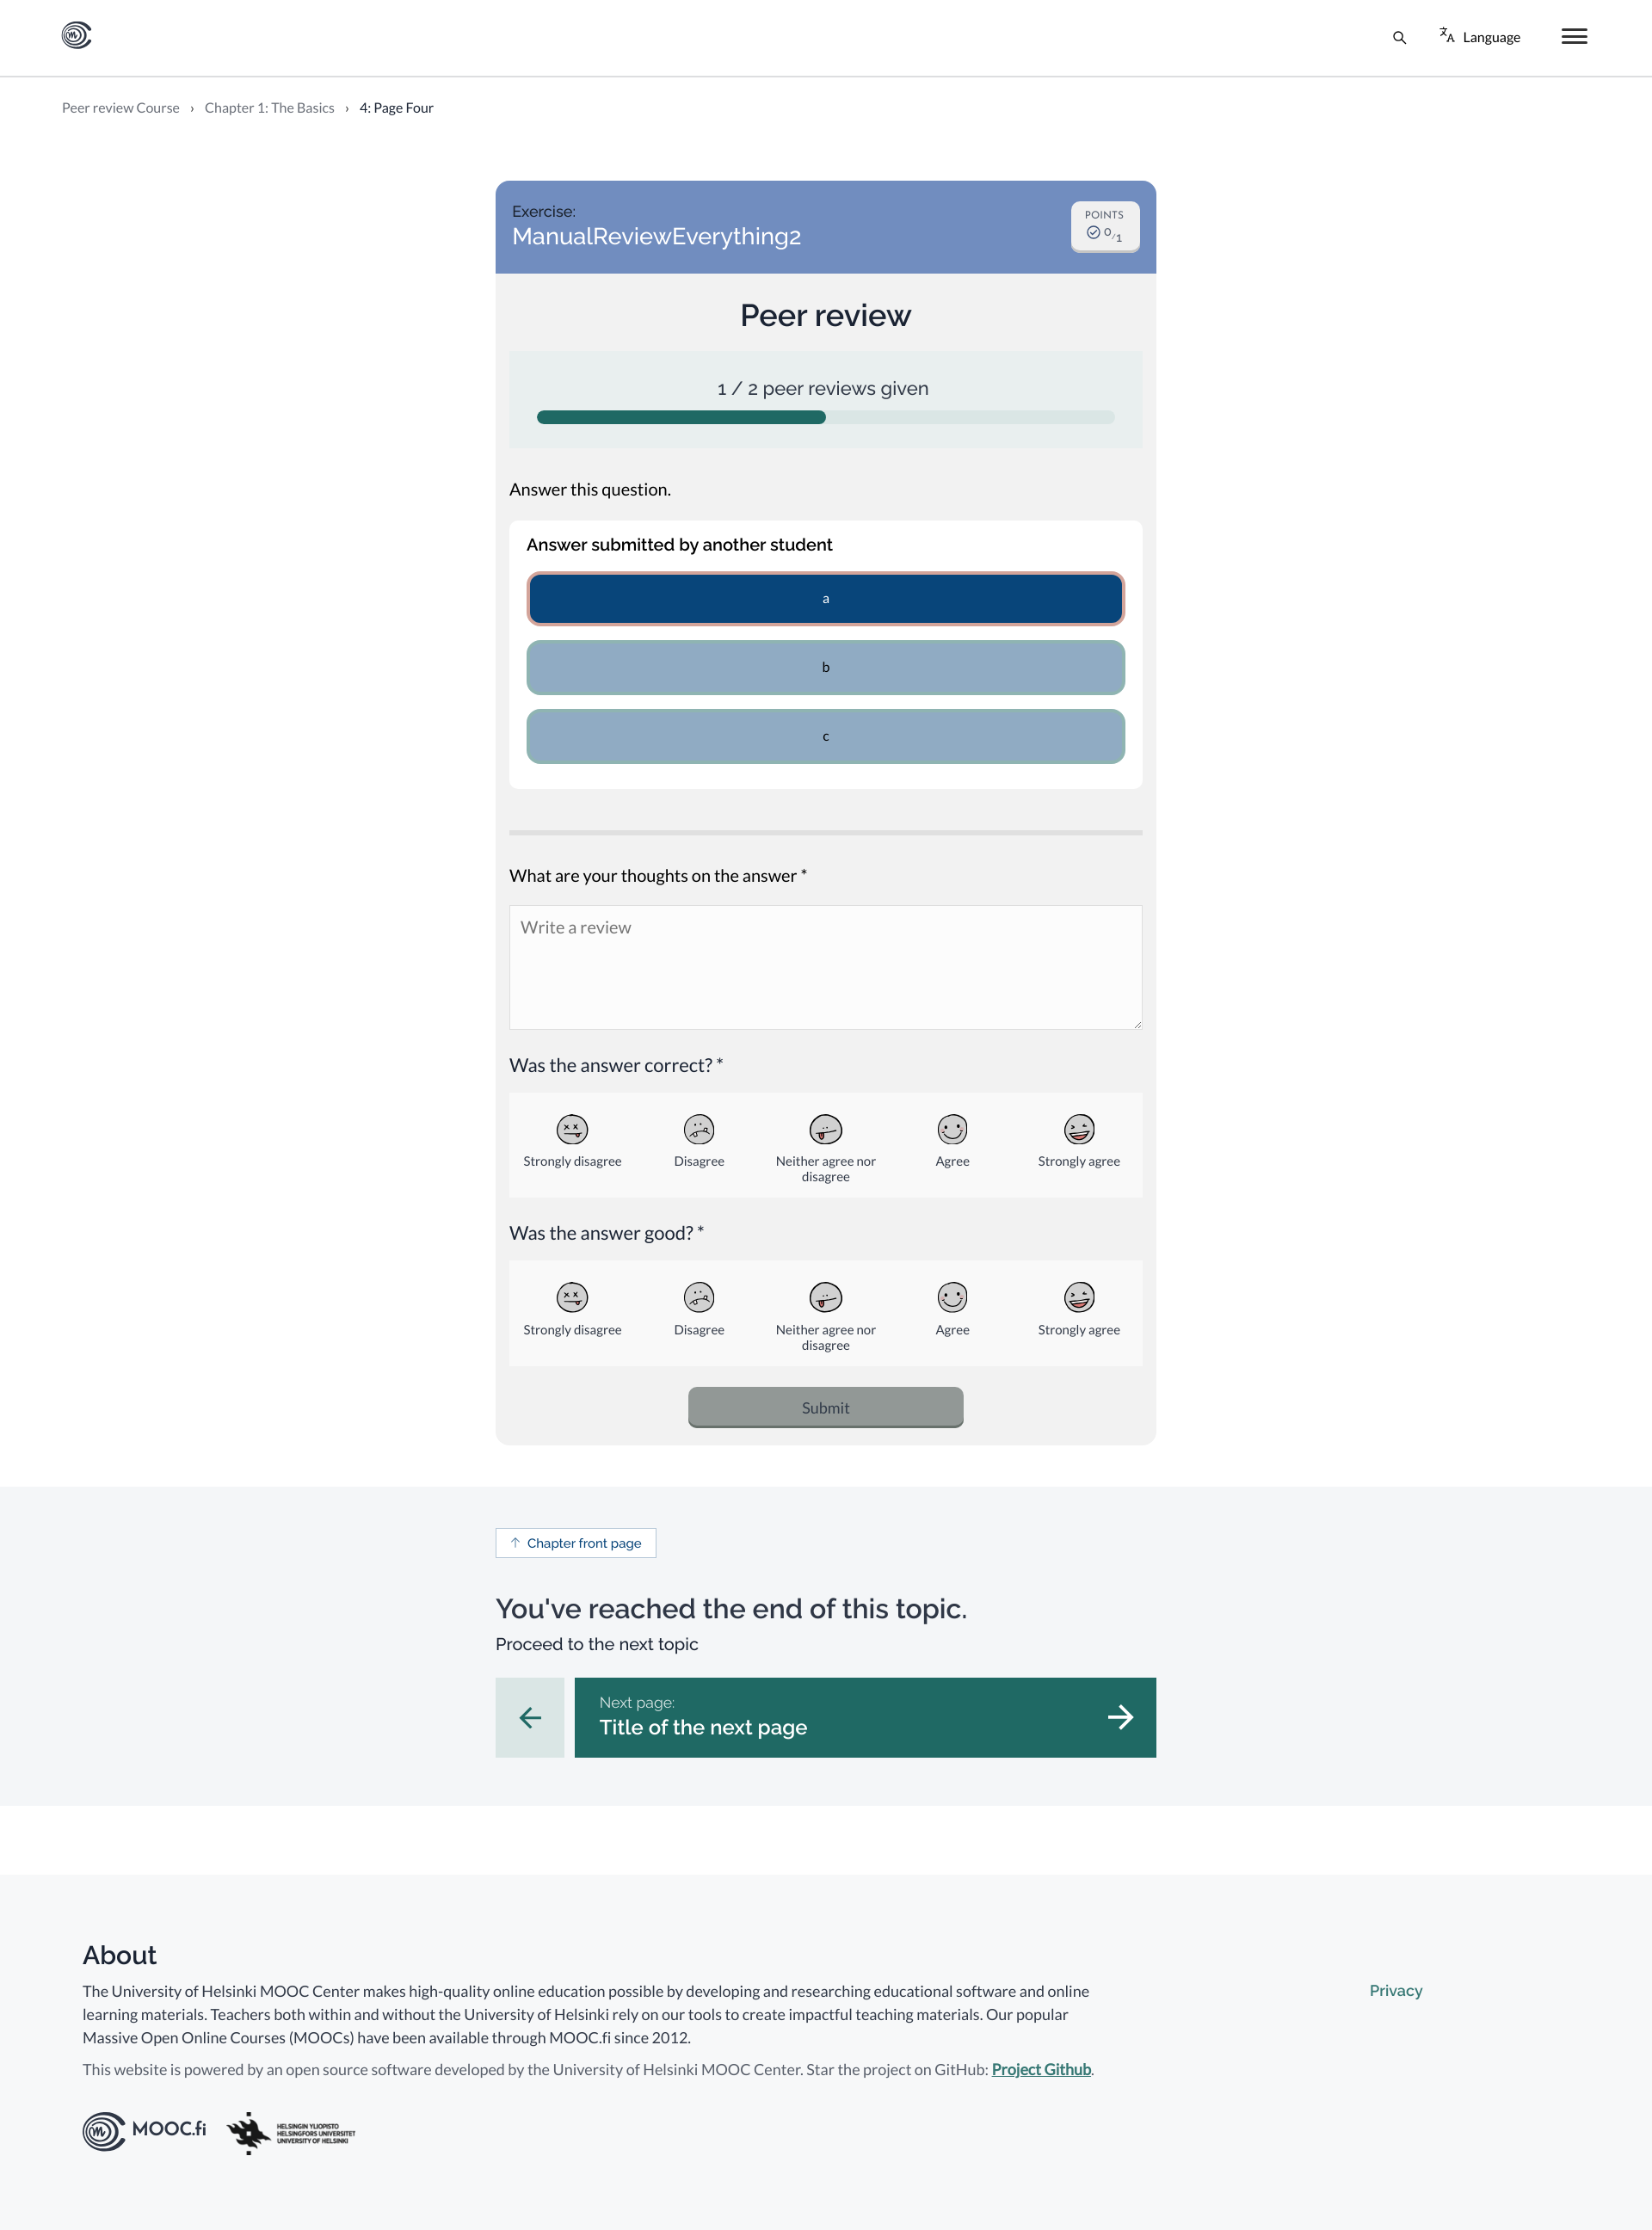 Language
Peer review Course › Chapter 1: The Basics › 4: Page Four
Exercise:
ManualReviewEverything2
POINTS
0/1
Peer review
1 / 2 peer reviews given
Answer this question.
Answer submitted by another student
a
b
c
What are your thoughts on the answer *
Write a review
Was the answer correct? *
Strongly disagree
Disagree
Neither agree nor
disagree
Agree
Strongly agree
Was the answer good? *
Strongly disagree
Disagree
Neither agree nor
disagree
Agree
Strongly agree
Submit
Chapter front page
You've reached the end of this topic.
Proceed to the next topic
Next page:
Title of the next page
About
The University of Helsinki MOOC Center makes high-quality online education possible by developing and researching educational software and online
learning materials. Teachers both within and without the University of Helsinki rely on our tools to create impactful teaching materials. Our popular
Massive Open Online Courses (MOOCs) have been available through MOOC.fi since 2012.
This website is powered by an open source software developed by the University of Helsinki MOOC Center. Star the project on GitHub: Project Github.
Privacy
MOOC.fi
HELSINGIN YLIOPISTO
HELSINGFORS UNIVERSITET
UNIVERSITY OF HELSINKI